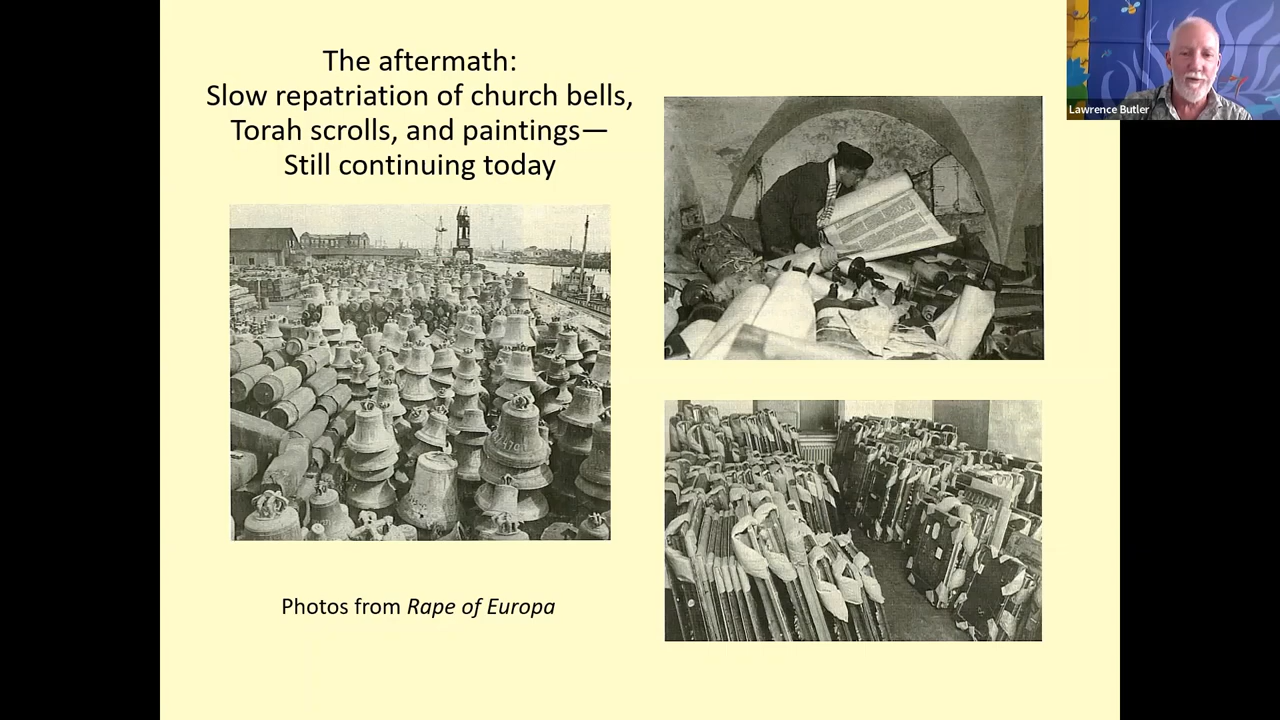 The aftermath:
Slow repatriation of church bells,
Torah scrolls, and paintings—
Still continuing today
Lawrence Butler
Photos from Rape of Europa